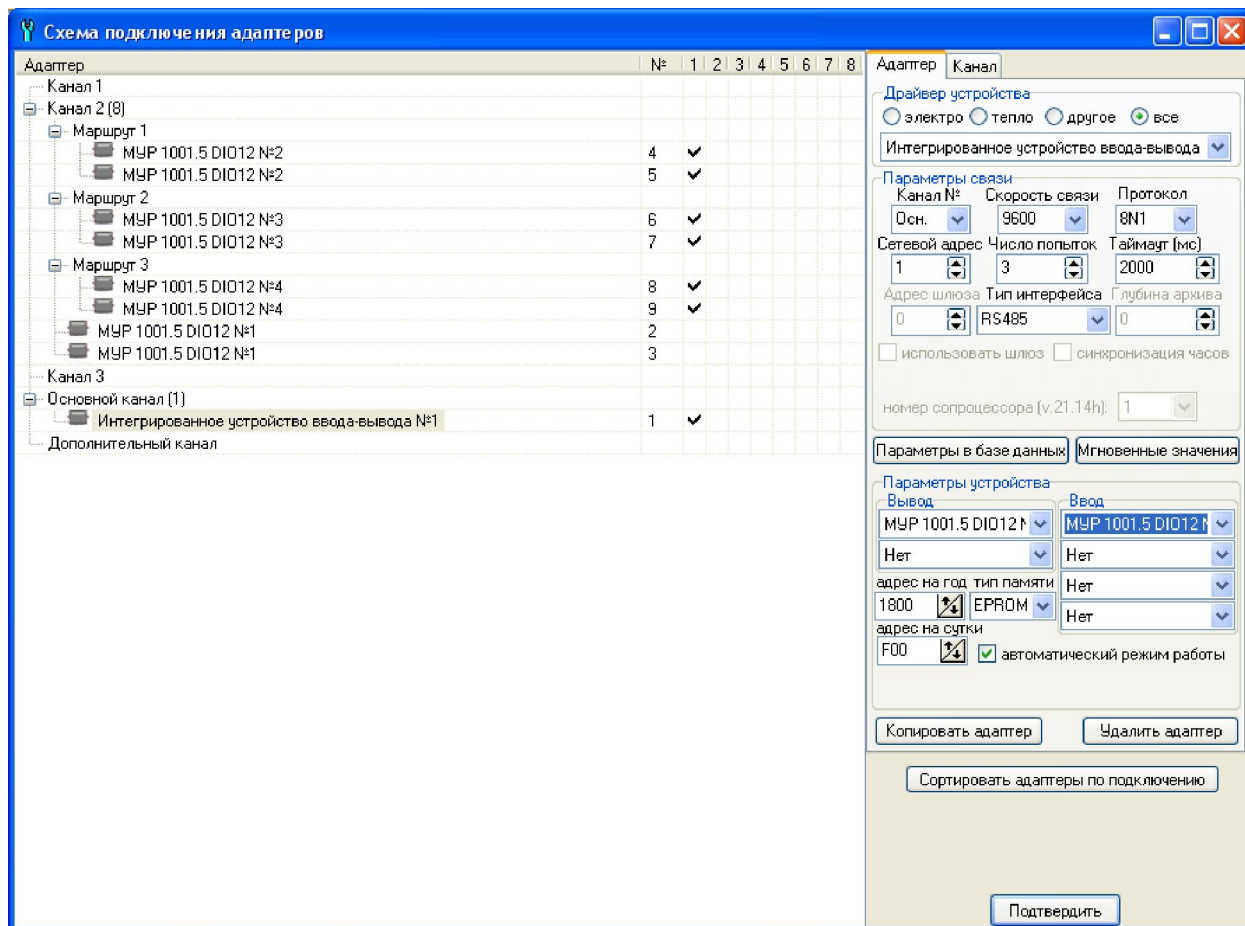 Схема подключения адаптеров
Адаптер № 1 2 3 4 5 6 7 8
Канал 1
Канал 2 (8)
Маршрут 1
МУР 1001.5 DIO12 №2 4
МУР 1001.5 DIO12 №2 5
Маршрут 2
МУР 1001.5 DIO12 №3 6
МУР 1001.5 DIO12 №3 7
Маршрут 3
МУР 1001.5 DIO12 №4 8
МУР 1001.5 DIO12 №4 9
МУР 1001.5 DIO12 №1 2
МУР 1001.5 DIO12 №1 3
Канал 3
Основной канал (1)
Интегрированное устройство ввода-вывода №1 1
Дополнительный канал
Адаптер Канал
Драйвер устройства
электро тепло другое все
Интегрированное устройство ввода-вывода
Параметры связи
Канал № Скорость связи Протокол
Осн. 9600 8N1
Сетевой адрес Число попыток Таймаут (мс)
1 3 2000
Адрес шлюза Тип интерфейса Глубина архива
0 RS485 0
использовать шлюз синхронизация часов
номер сопроцессора (v.21.14h): 1
Параметры в базе данных Мгновенные значения
Параметры устройства
Вывод Ввод
МУР 1001.5 DIO12 МУР 1001.5 DIO12
Нет Нет
адрес на год тип памяти Нет
1800 EPROM Нет
адрес на сутки
F00 автоматический режим работы
Копировать адаптер Удалить адаптер
Сортировать адаптеры по подключению
Подтвердить